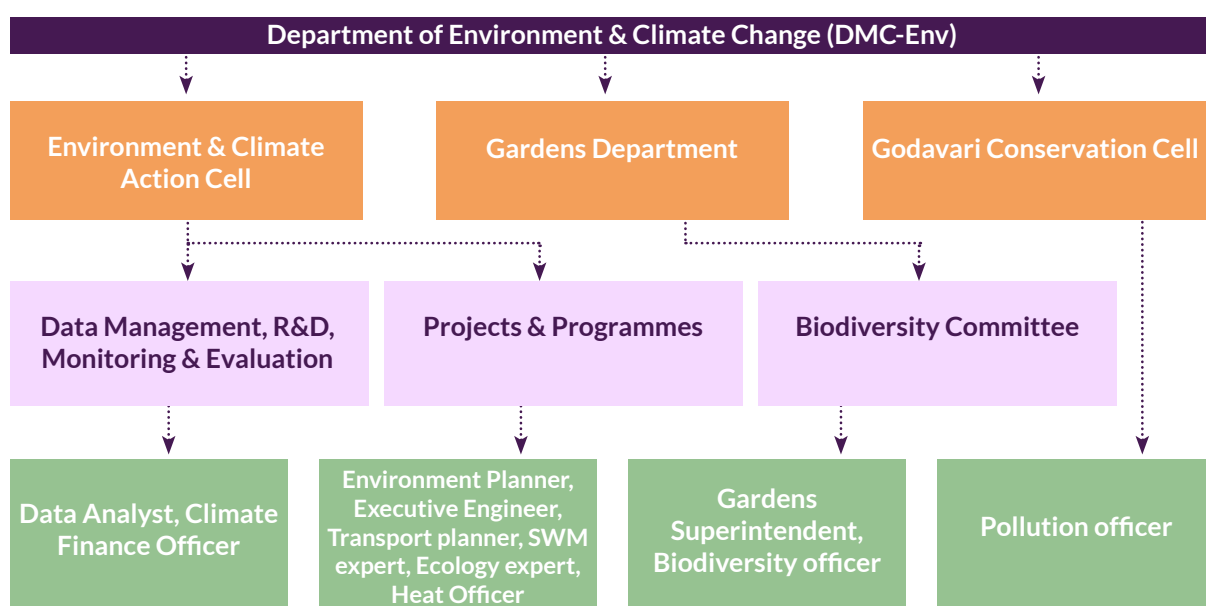 Department of Environment & Climate Change (DMC-Env)
Environment & Climate
Action Cell
Gardens Department
Godavari Conservation Cell
Data Management, R&D,
Monitoring & Evaluation
Projects & Programmes
Biodiversity Committee
Data Analyst, Climate
Finance Officer
Environment Planner,
Executive Engineer,
Transport planner, SWM
expert, Ecology expert,
Heat Officer
Gardens
Superintendent,
Biodiversity officer
Pollution officer